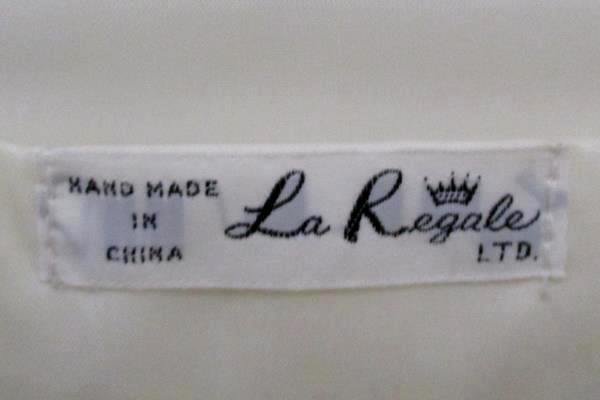 HAND MADE
IN
CHINA
La Regale
LTD.